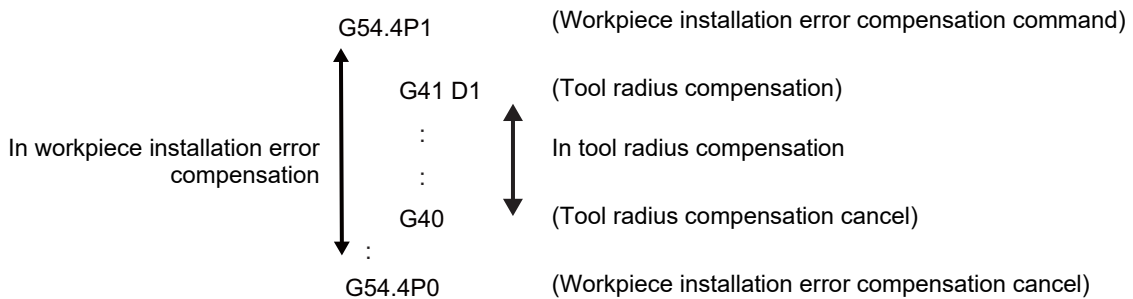 G54.4P1 (Workpiece installation error compensation command)
G41 D1 (Tool radius compensation)
In workpiece installation error
compensation
:
In tool radius compensation
:
G40 (Tool radius compensation cancel)
:
G54.4P0 (Workpiece installation error compensation cancel)